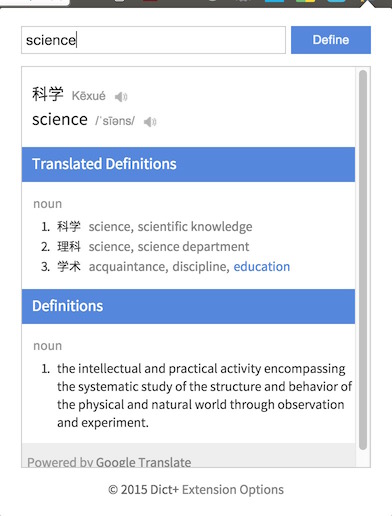 science
Define
科学 Kēxué
science /ˈsīəns/
Translated Definitions
noun
1. 科学 science, scientific knowledge
2. 理科 science, science department
3. 学术 acquaintance, discipline, education
Definitions
noun
1. the intellectual and practical activity encompassing
the systematic study of the structure and behavior of
the physical and natural world through observation
and experiment.
Powered by Google Translate
© 2015 Dict+ Extension Options